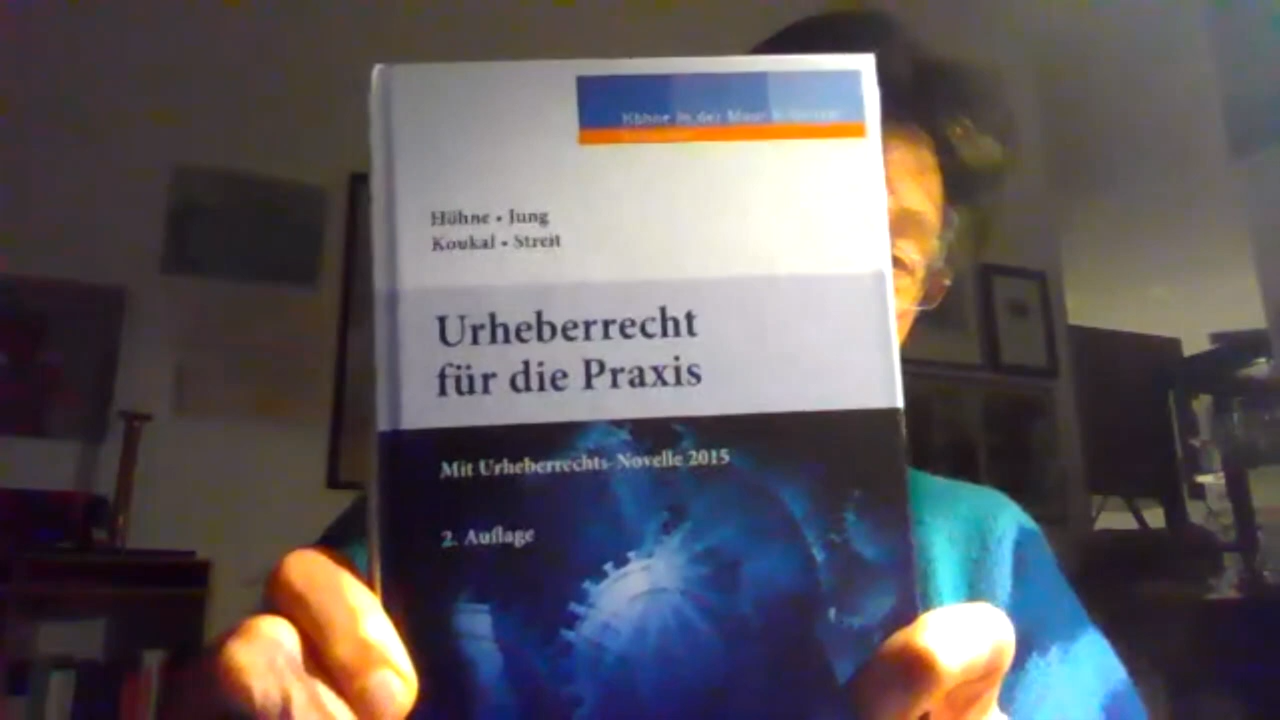 Höhne • Jung
Koukal • Streit
Urheberrecht
für die Praxis
Mit Urheberrechts-Novelle 2015
2. Auflage